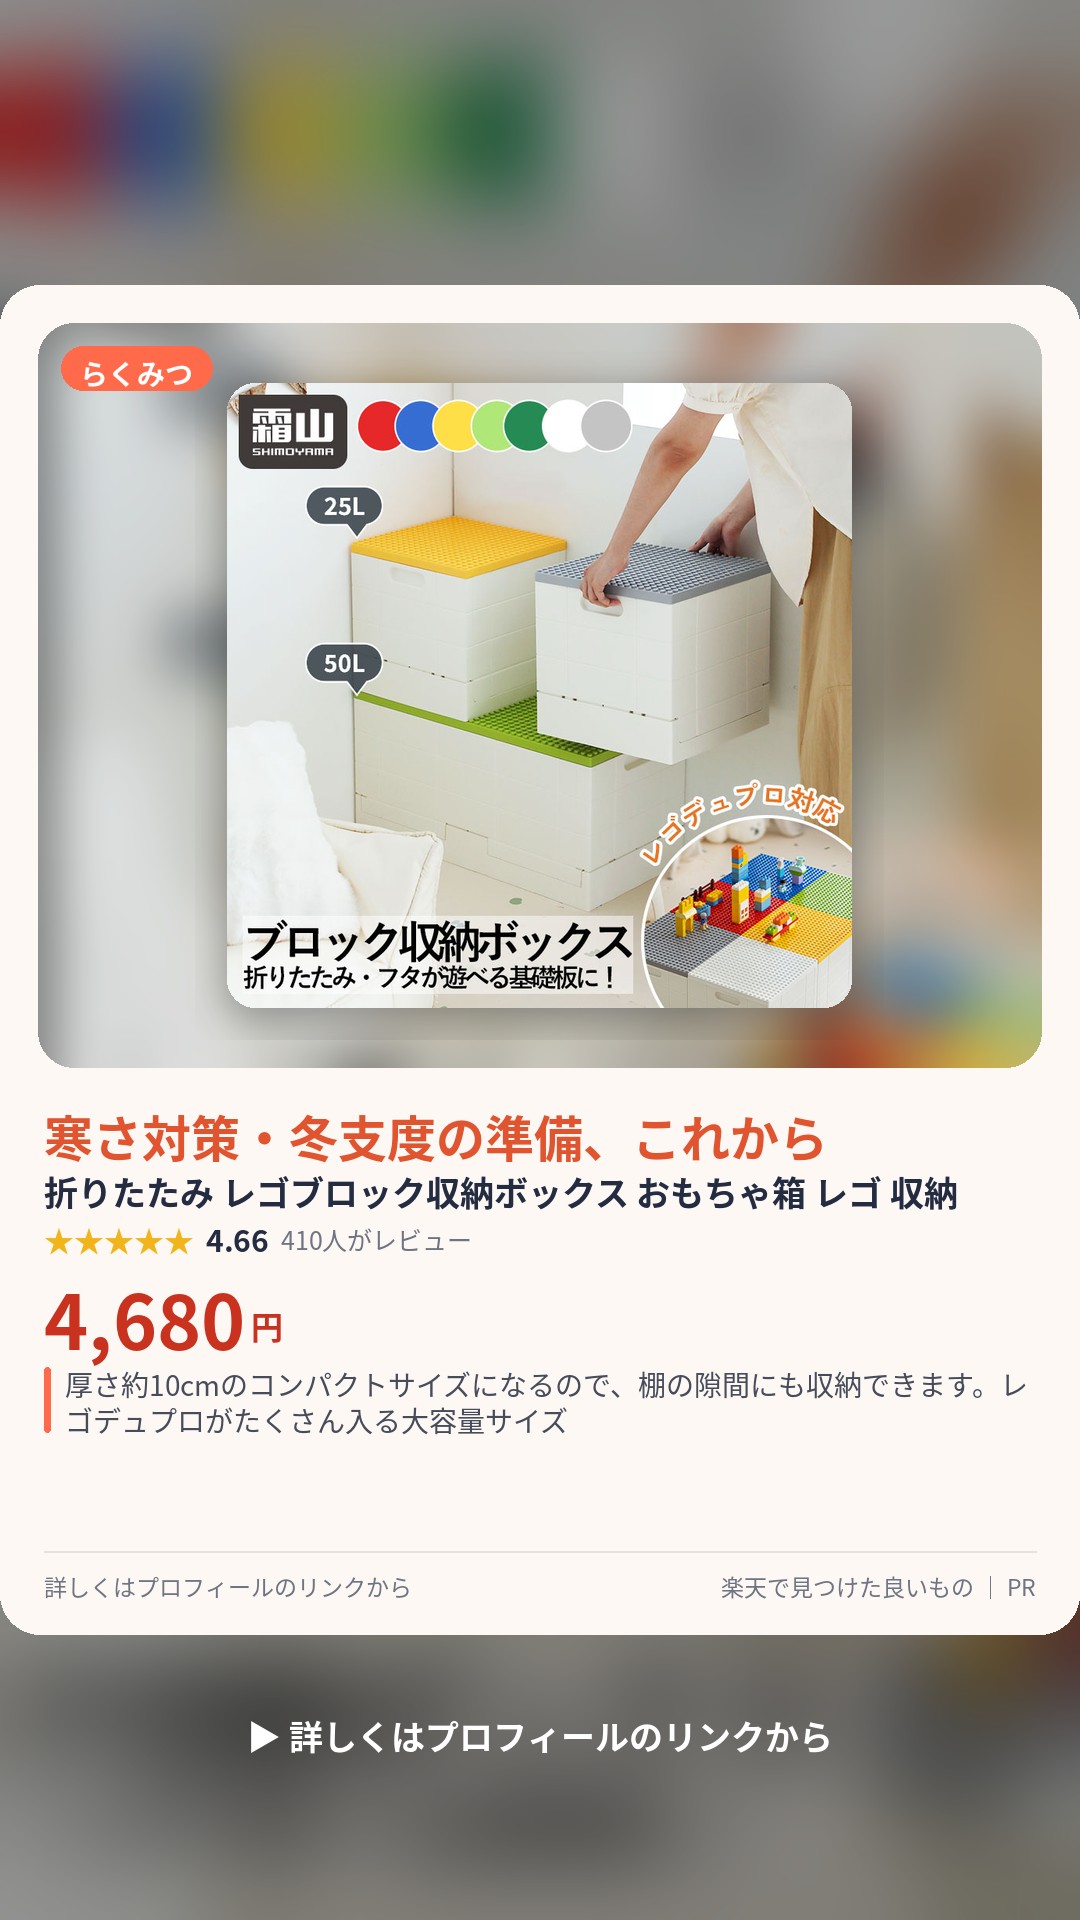 らくみつ
霜山
SHIMOYAMA
25L
50L
レゴデュプロ対応
ブロック収納ボックス
折りたたみ・フタが遊べる基礎板に！
寒さ対策・冬支度の準備、これから
折りたたみ レゴブロック収納ボックス おもちゃ箱 レゴ 収納
★★★★★ 4.66 410人がレビュー
4,680円
厚さ約10cmのコンパクトサイズになるので、棚の隙間にも収納できます。レ
ゴデュプロがたくさん入る大容量サイズ
詳しくはプロフィールのリンクから
楽天で見つけた良いもの ｜ PR
▶ 詳しくはプロフィールのリンクから